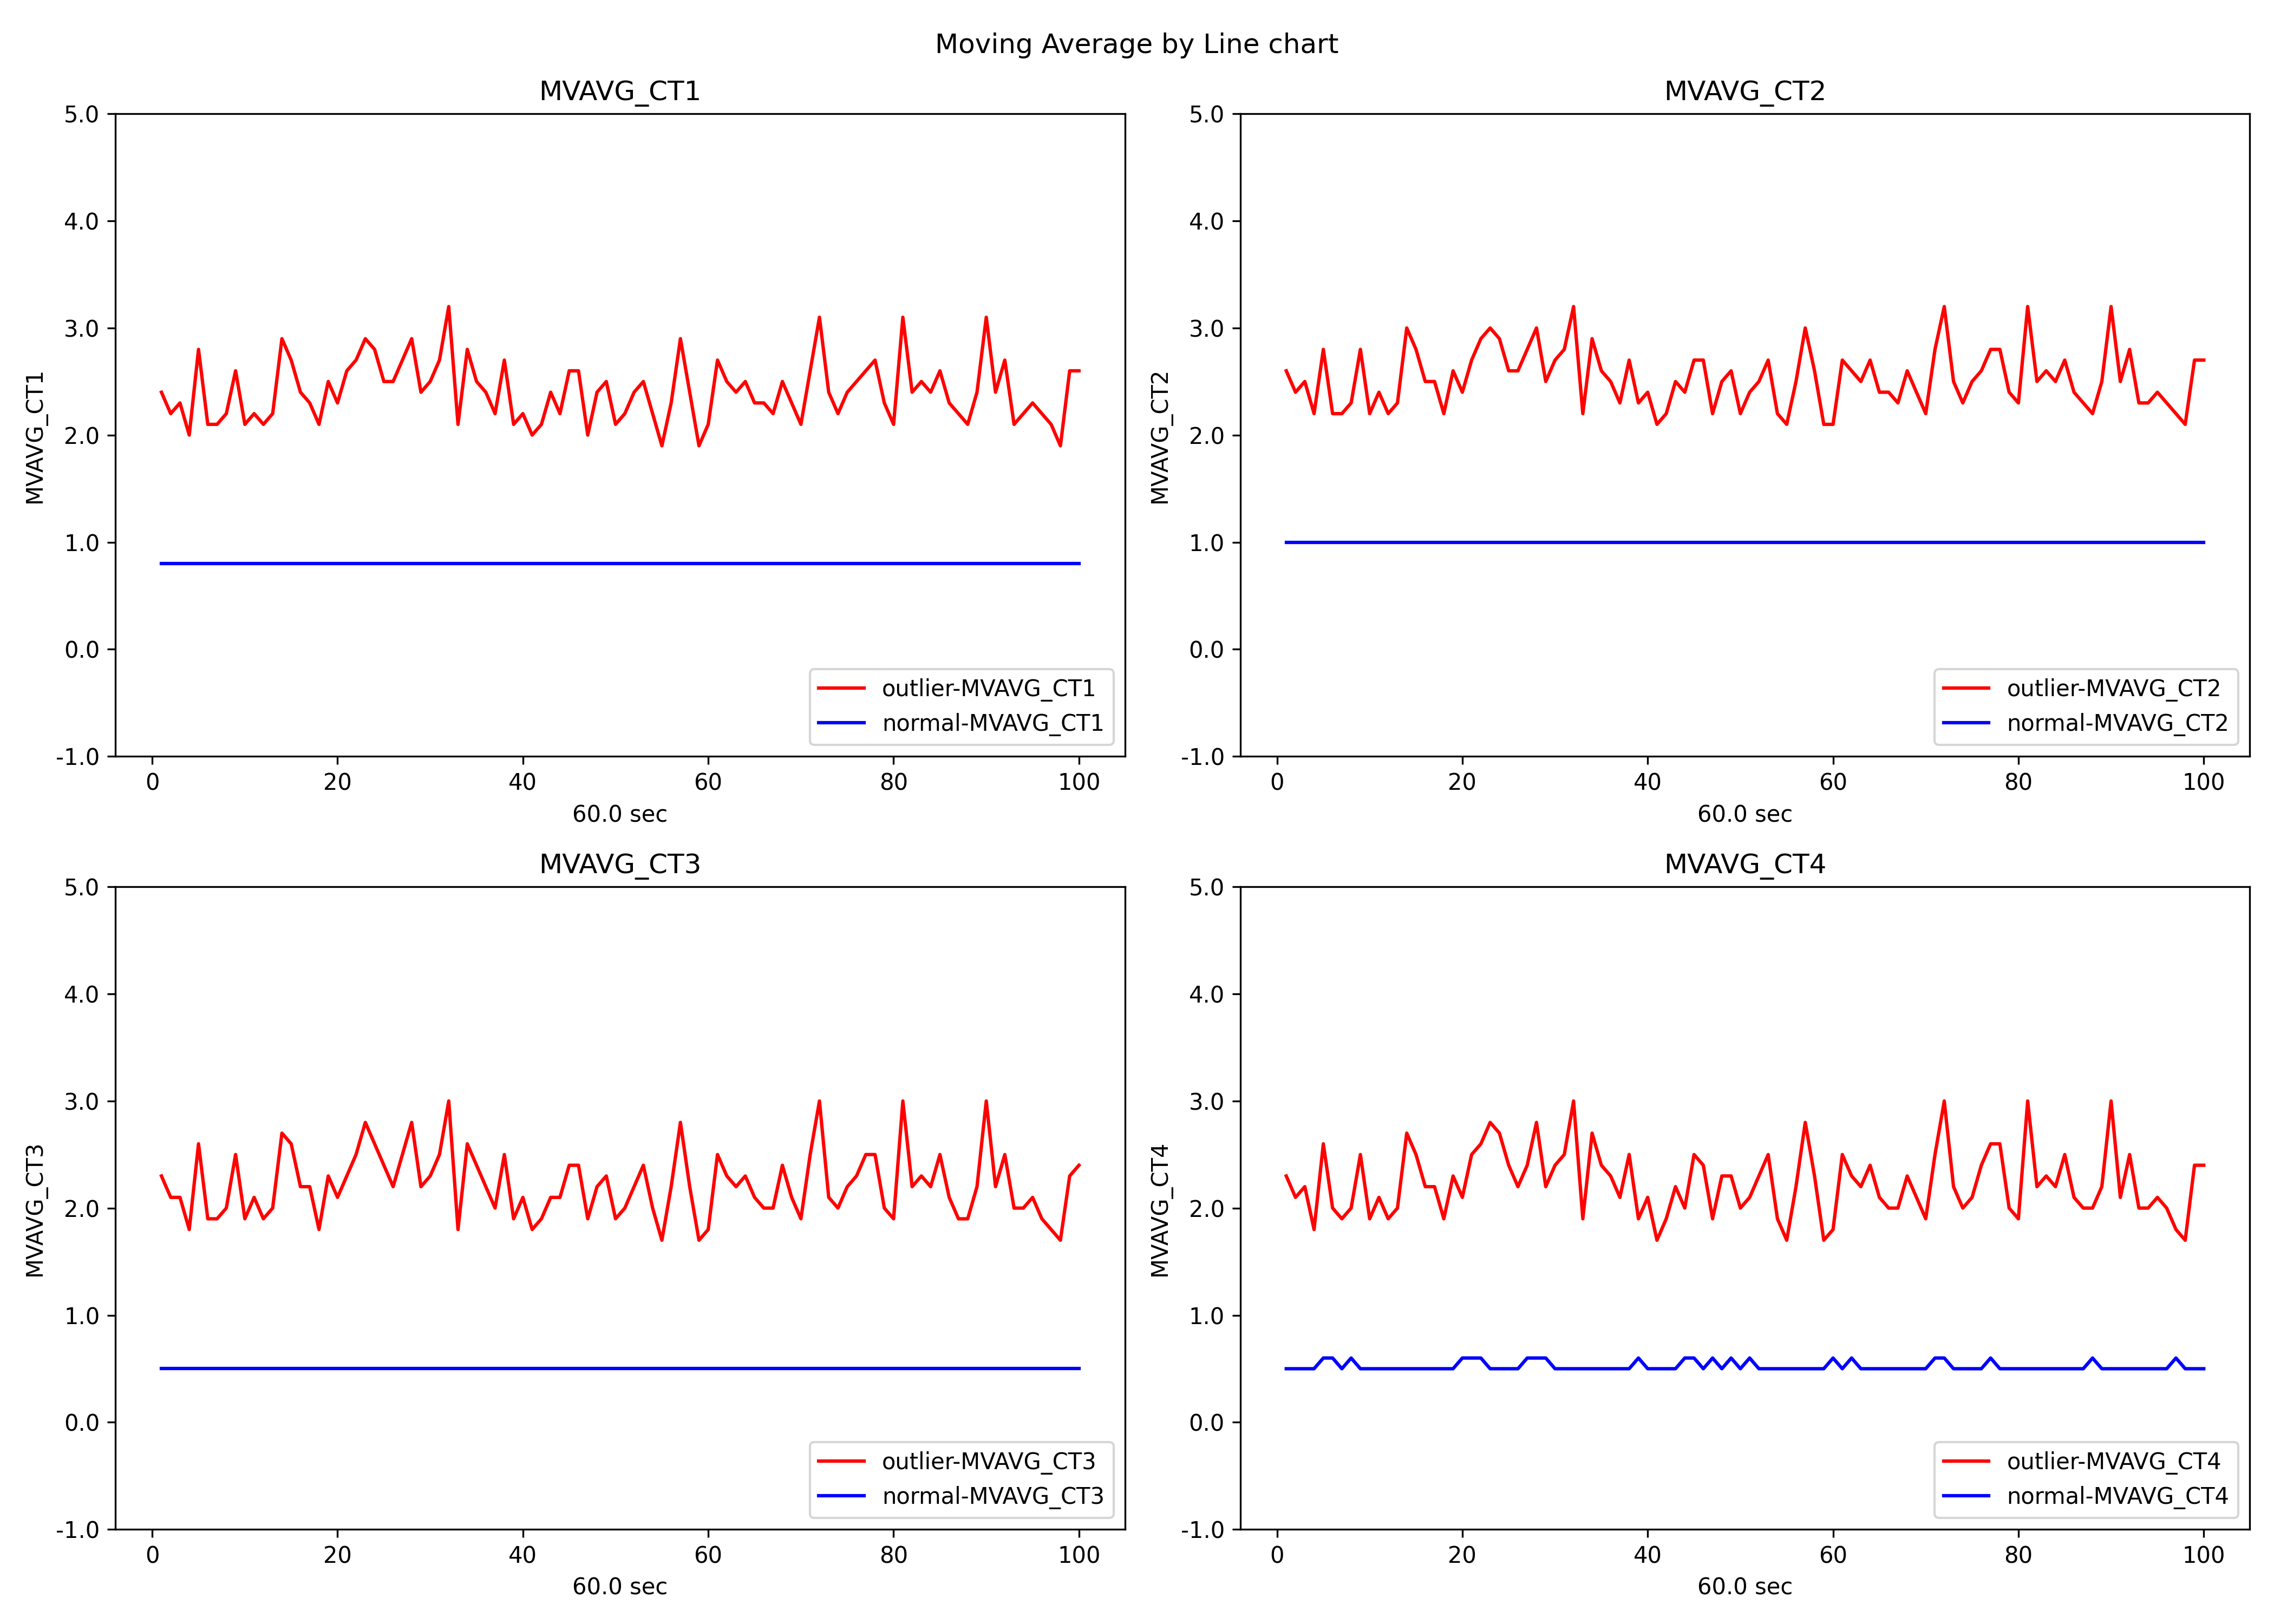 Moving Average by Line chart
MVAVG_CT1
5.0
4.0
3.0
2.0
1.0
0.0
-1.0
MVAVG_CT1
outlier-MVAVG_CT1
normal-MVAVG_CT1
0 20 40 60 80 100
60.0 sec
MVAVG_CT2
5.0
4.0
3.0
2.0
1.0
0.0
-1.0
MVAVG_CT2
outlier-MVAVG_CT2
normal-MVAVG_CT2
0 20 40 60 80 100
60.0 sec
MVAVG_CT3
5.0
4.0
3.0
2.0
1.0
0.0
-1.0
MVAVG_CT3
outlier-MVAVG_CT3
normal-MVAVG_CT3
0 20 40 60 80 100
60.0 sec
MVAVG_CT4
5.0
4.0
3.0
2.0
1.0
0.0
-1.0
MVAVG_CT4
outlier-MVAVG_CT4
normal-MVAVG_CT4
0 20 40 60 80 100
60.0 sec